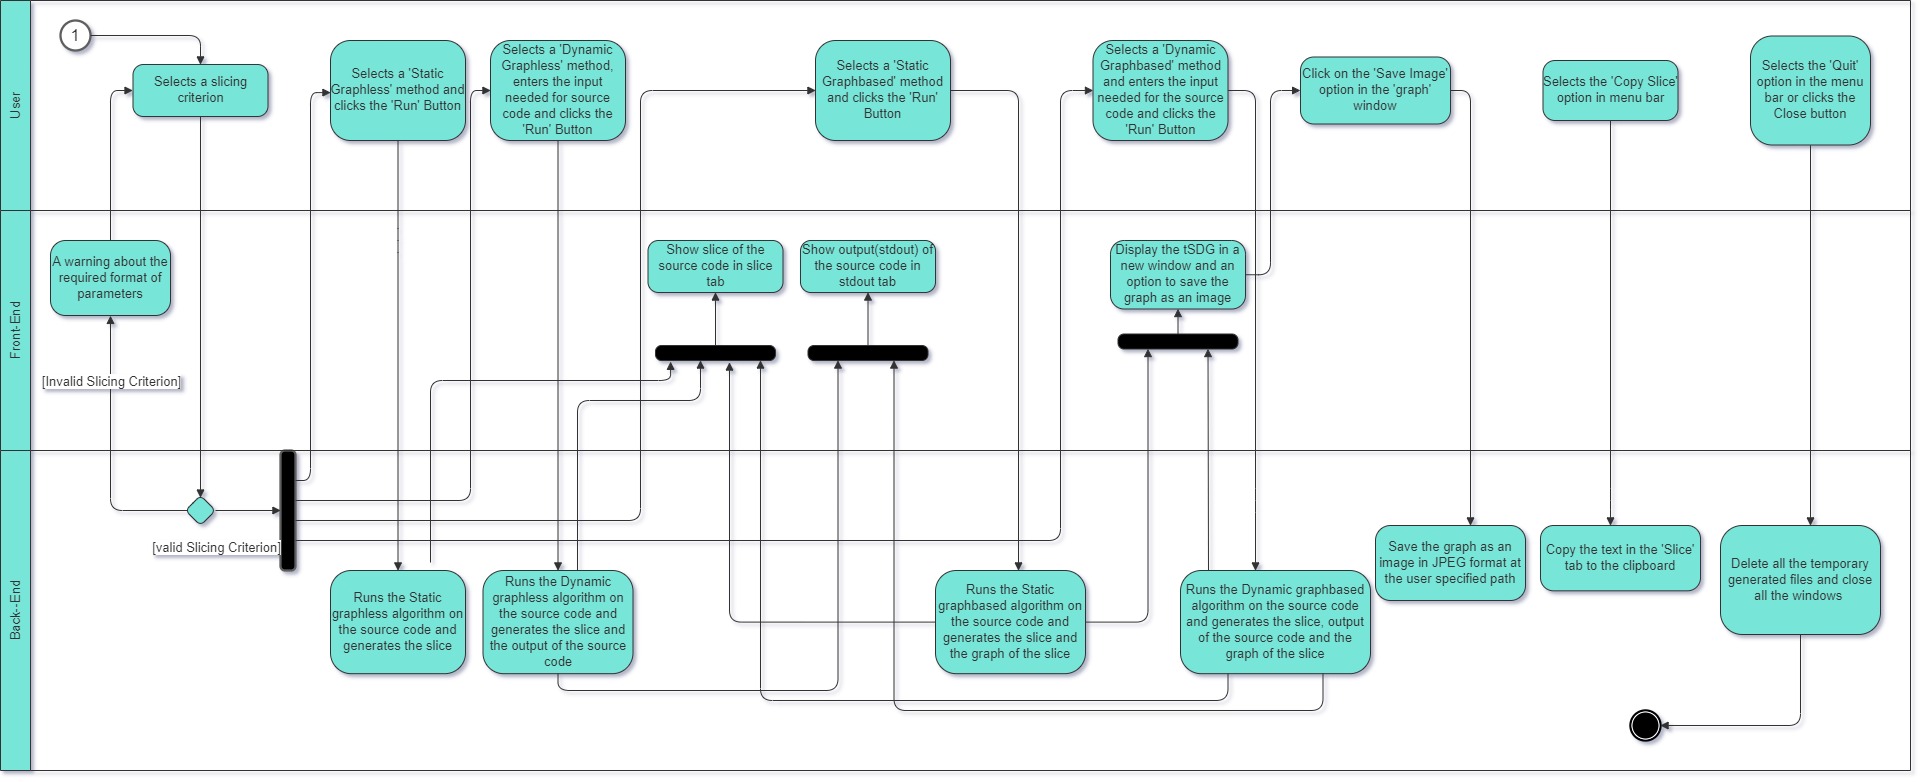 User
1
Selects a slicing
criterion
Selects a 'Static
Graphless' method and
clicks the 'Run' Button
Selects a 'Dynamic
Graphless' method,
enters the input
needed for source
code and clicks the
'Run' Button
Selects a 'Static
Graphbased' method
and clicks the 'Run'
Button
Selects a 'Dynamic
Graphbased' method
and enters the input
needed for the source
code and clicks the
'Run' Button
Click on the 'Save Image'
option in the 'graph'
window
Selects the 'Copy Slice'
option in menu bar
Selects the 'Quit'
option in the menu
bar or clicks the
Close button
Front-End
A warning about the
required format of
parameters
Show slice of the
source code in slice
tab
Show output(stdout) of
the source code in
stdout tab
Display the tSDG in a
new window and an
option to save the
graph as an image
[Invalid Slicing Criterion]
Back--End
[valid Slicing Criterion]
Runs the Static
graphless algorithm on
the source code and
generates the slice
Runs the Dynamic
graphless algorithm on
the source code and
generates the slice and
the output of the source
code
Runs the Static
graphbased algorithm on
the source code and
generates the slice and
the graph of the slice
Runs the Dynamic graphbased
algorithm on the source code
and generates the slice, output
of the source code and the
graph of the slice
Save the graph as an
image in JPEG format at
the user specified path
Copy the text in the 'Slice'
tab to the clipboard
Delete all the temporary
generated files and close
all the windows